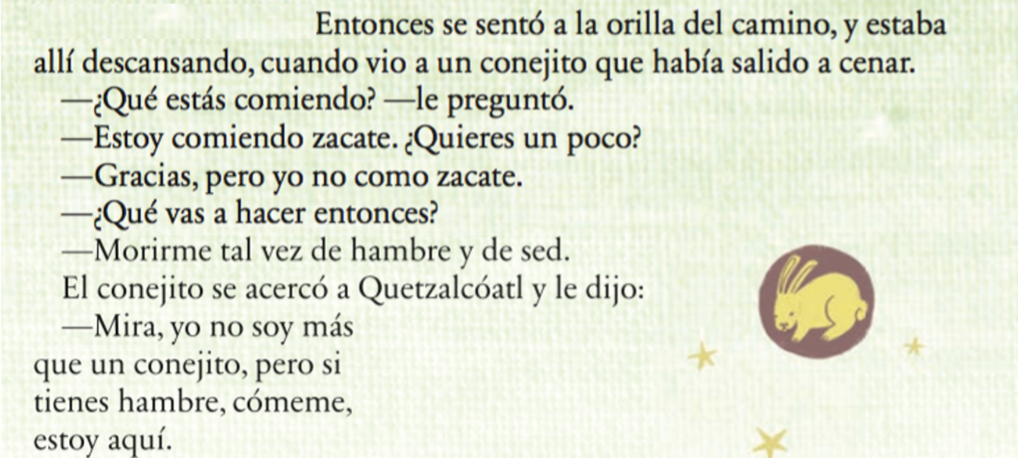 Entonces se sentó a la orilla del camino, y estaba
allí descansando, cuando vio a un conejito que había salido a cenar.
—¿Qué estás comiendo? —le preguntó.
—Estoy comiendo zacate. ¿Quieres un poco?
—Gracias, pero yo no como zacate.
—¿Qué vas a hacer entonces?
—Morirme tal vez de hambre y de sed.
El conejito se acercó a Quetzalcóatl y le dijo:
—Mira, yo no soy más
que un conejito, pero si
tienes hambre, cómeme,
estoy aquí.